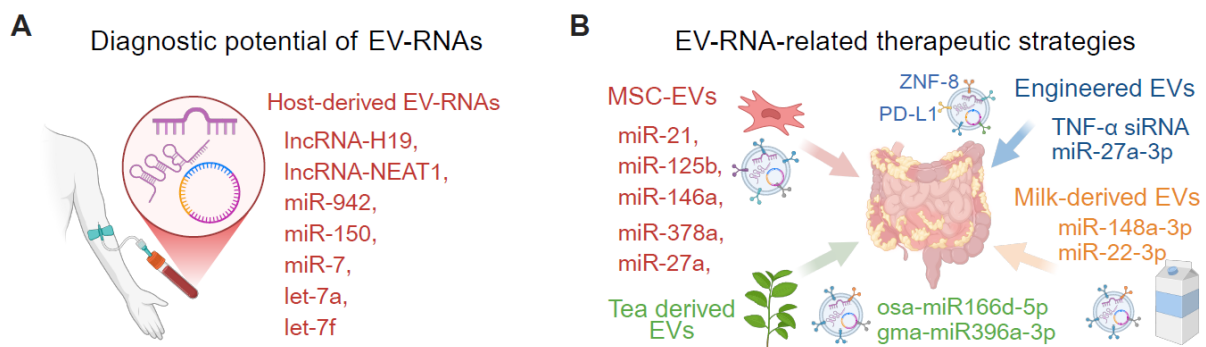 A
Diagnostic potential of EV-RNAs
Host-derived EV-RNAs
lncRNA-H19,
lncRNA-NEAT1,
miR-942,
miR-150,
miR-7,
let-7a,
let-7f
B
EV-RNA-related therapeutic strategies
MSC-EVs
miR-21,
miR-125b,
miR-146a,
miR-378a,
miR-27a,
ZNF-8
PD-L1
Engineered EVs
TNF-α siRNA
miR-27a-3p
Milk-derived EVs
miR-148a-3p
miR-22-3p
Tea derived
EVs
osa-miR166d-5p
gma-miR396a-3p